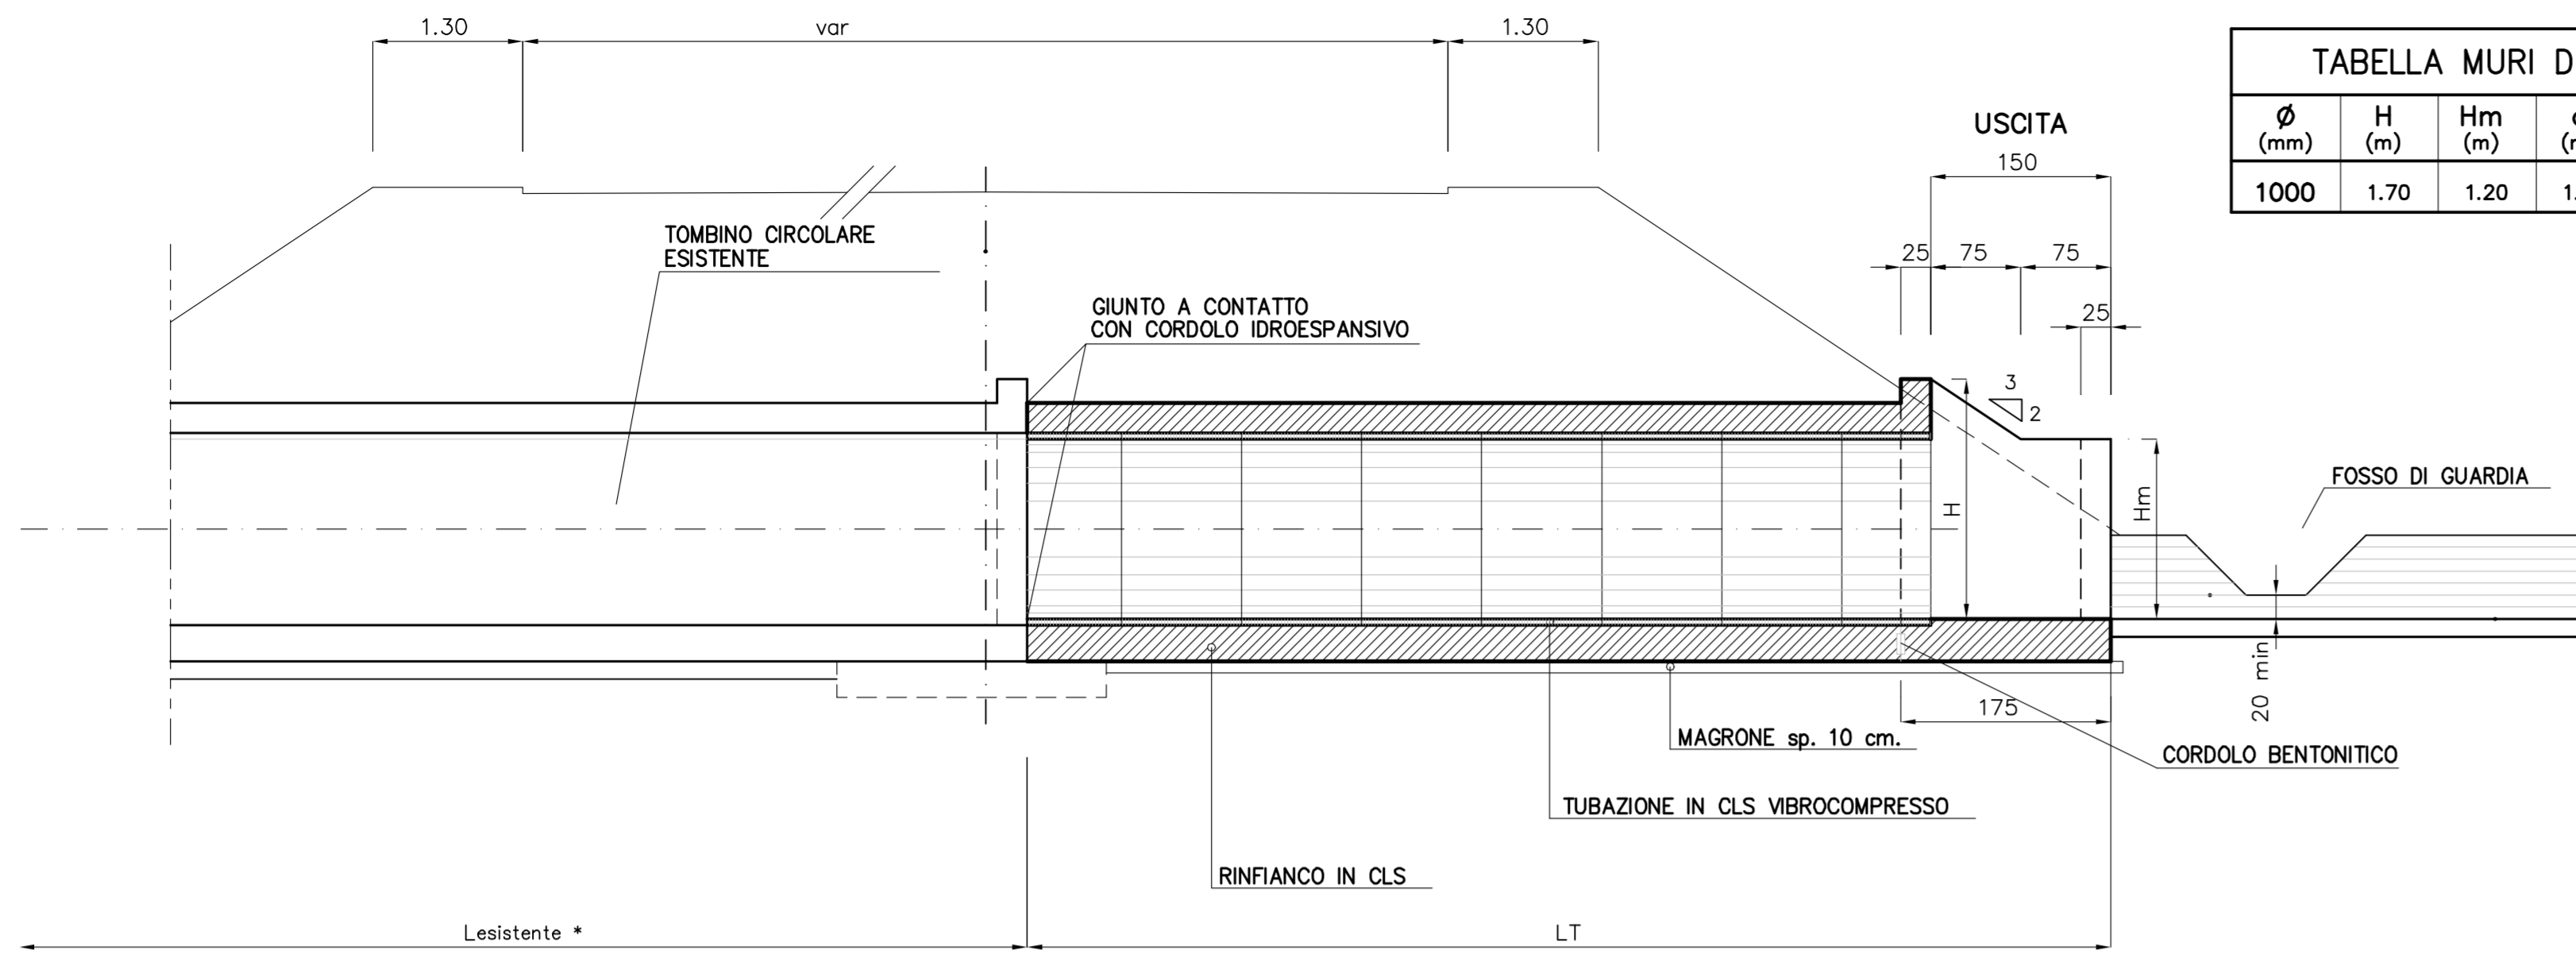 1.30
var
1.30
TABELLA MURI D
Ø H Hm
(mm) (m) (m)
1000 1.70 1.20 1.
USCITA
150
25 75 75
25
TOMBINO CIRCOLARE
ESISTENTE
GIUNTO A CONTATTO
CON CORDOLO IDROESPANSIVO
3
2
H
Hm
FOSSO DI GUARDIA
20 min
175
MAGRONE sp. 10 cm.
CORDOLO BENTONITICO
TUBAZIONE IN CLS VIBROCOMPRESSO
RINFIANCO IN CLS
Lesistente *
LT